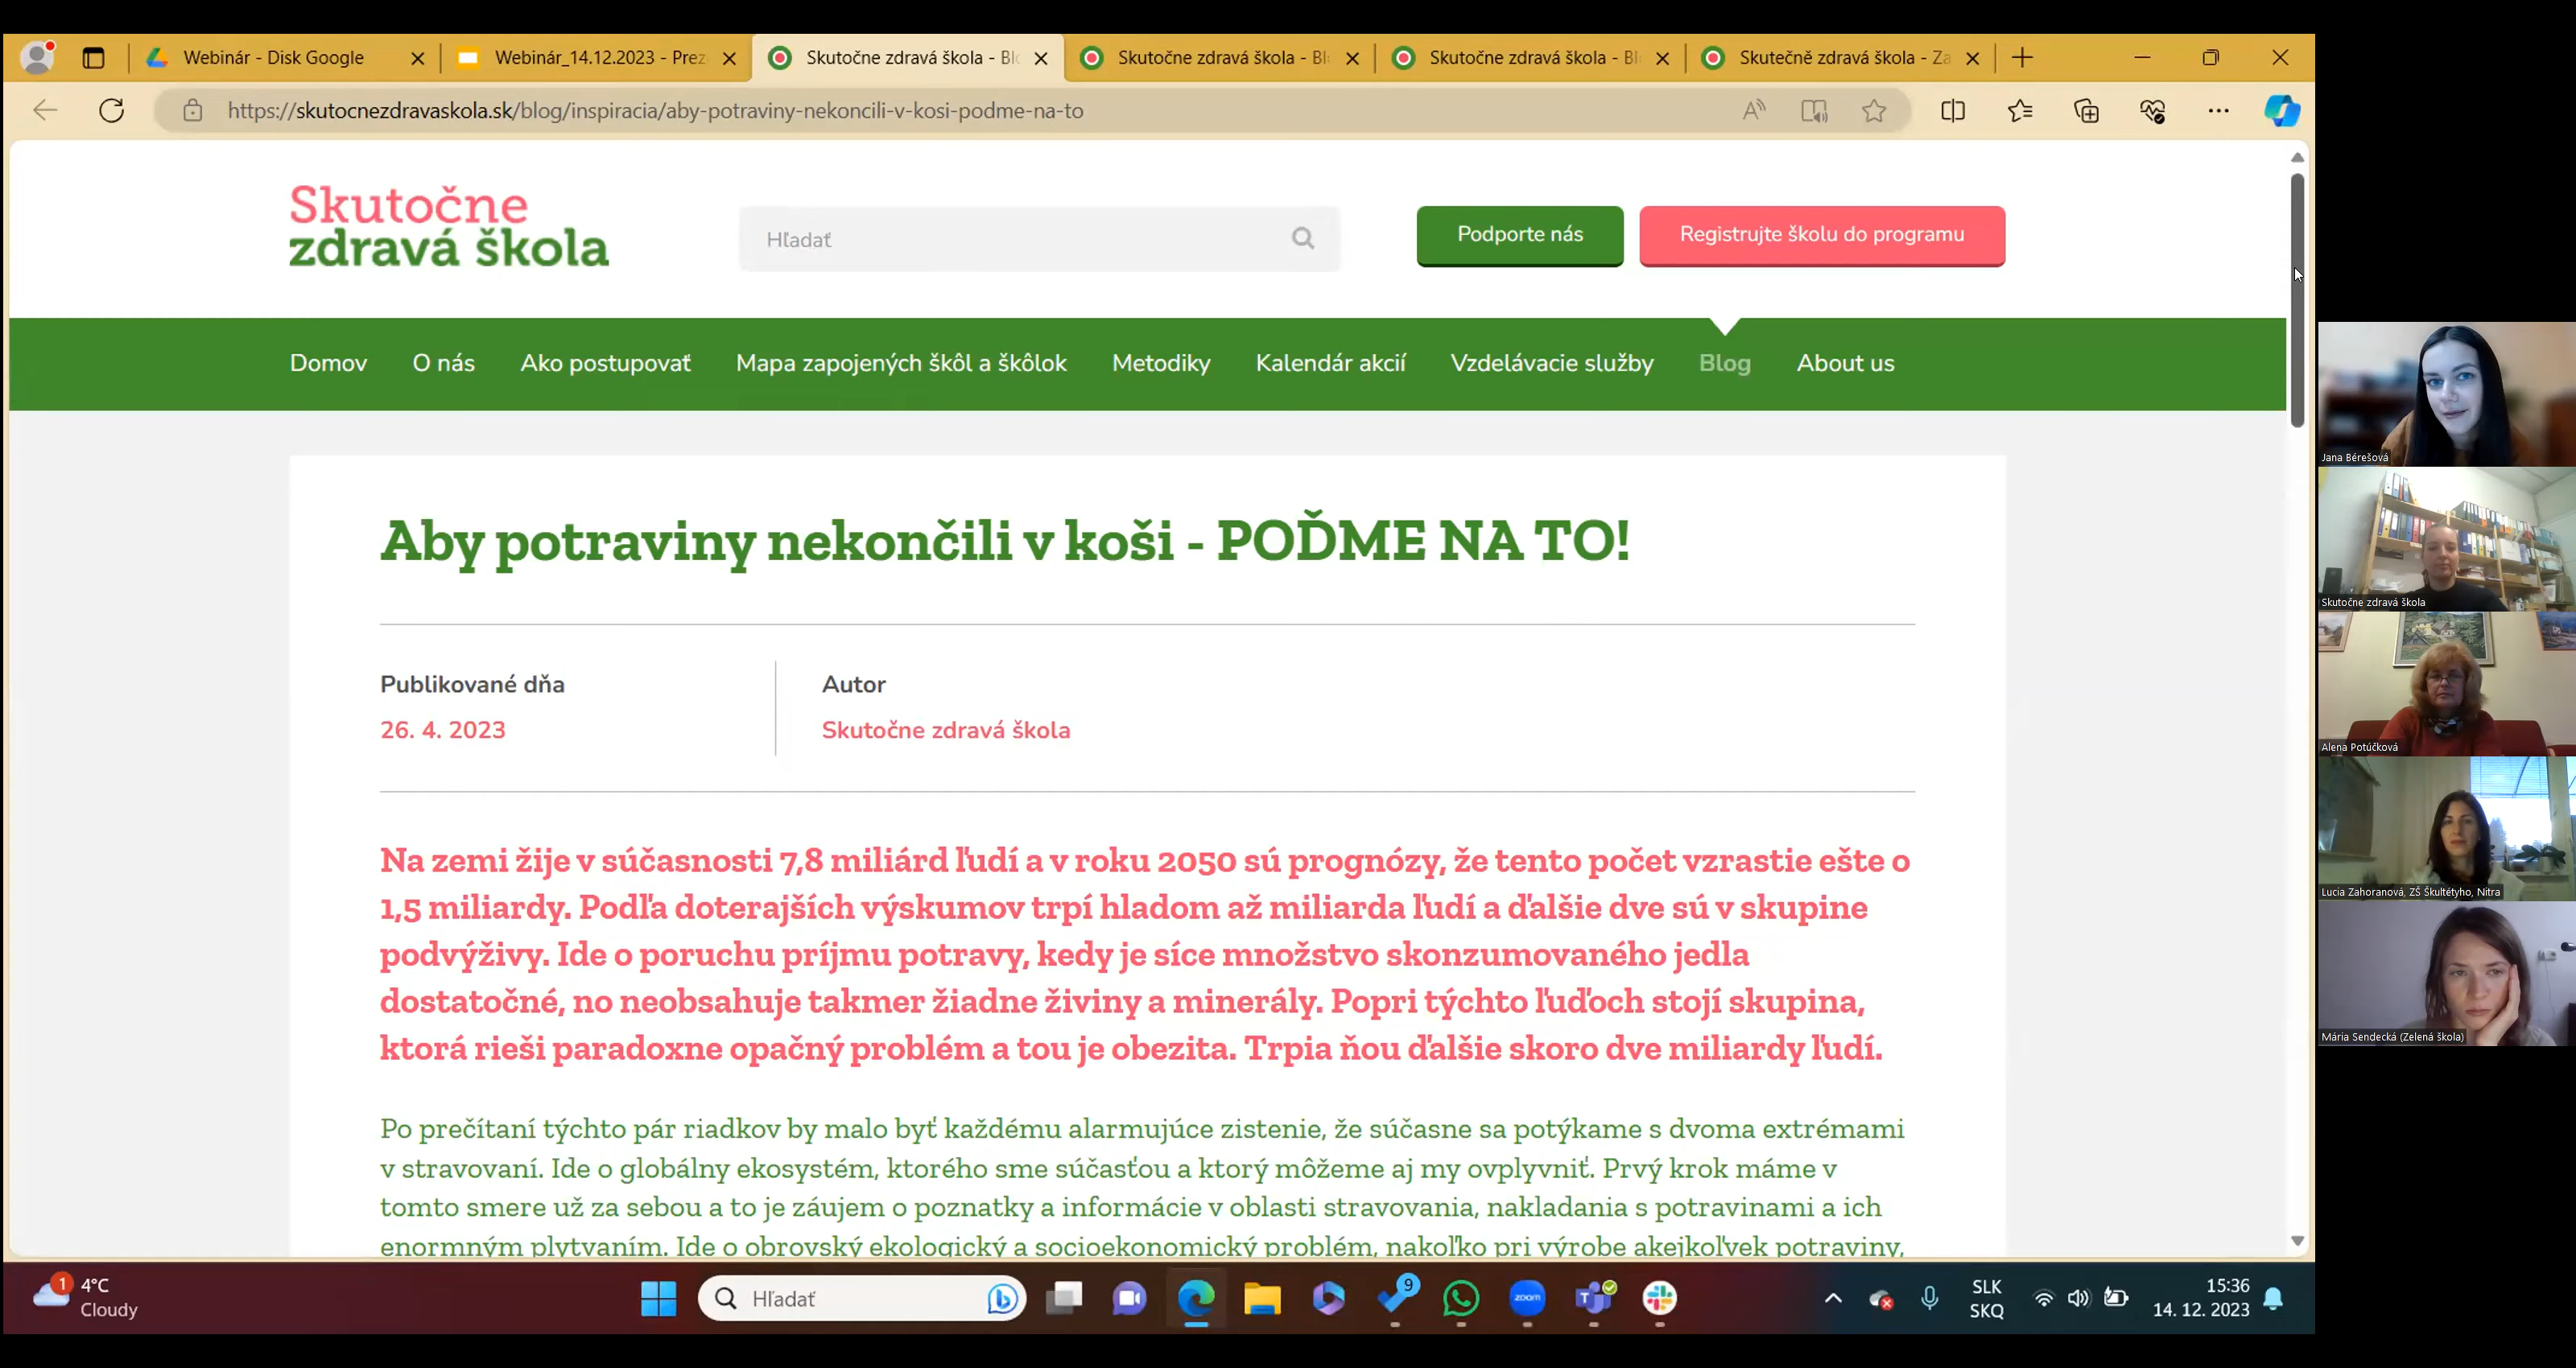 Webinár - Disk Google
Webinár_14.12.2023 - Prez
Skutočne zdravá škola - Blo
Skutočne zdravá škola - Bl
Skutočne zdravá škola - Bl
Skutečně zdravá škola - Za
https://skutocnezdravaskola.sk/blog/inspiracia/aby-potraviny-nekoncili-v-kosi-podme-na-to
Skutočne
zdravá škola
Hľadať
Podporte nás
Registrujte školu do programu
Domov
O nás
Ako postupovať
Mapa zapojených škôl a škôlok
Metodiky
Kalendár akcií
Vzdelávacie služby
Blog
About us
Aby potraviny nekončili v koši - POĎME NA TO!
Publikované dňa
26. 4. 2023
Autor
Skutočne zdravá škola
Na zemi žije v súčasnosti 7,8 miliárd ľudí a v roku 2050 sú prognózy, že tento počet vzrastie ešte o
1,5 miliardy. Podľa doterajších výskumov trpí hladom až miliarda ľudí a ďalšie dve sú v skupine
podvýživy. Ide o poruchu príjmu potravy, kedy je síce množstvo skonzumovaného jedla
dostatočné, no neobsahuje takmer žiadne živiny a minerály. Popri týchto ľuďoch stojí skupina,
ktorá rieši paradoxne opačný problém a tou je obezita. Trpia ňou ďalšie skoro dve miliardy ľudí.
Po prečítaní týchto pár riadkov by malo byť každému alarmujúce zistenie, že súčasne sa potýkame s dvoma extrémami
v stravovaní. Ide o globálny ekosystém, ktorého sme súčasťou a ktorý môžeme aj my ovplyvniť. Prvý krok máme v
tomto smere už za sebou a to je záujem o poznatky a informácie v oblasti stravovania, nakladania s potravinami a ich
enormným plytvaním. Ide o obrovský ekologický a socioekonomický problém, nakoľko pri výrobe akejkoľvek potraviny,
Jana Bérešová
Skutočne zdravá škola
Alena Potúčková
Lucia Zahoranová, ZŠ Škultétyho, Nitra
Mária Sendecká (Zelená škola)
1
4°C
Cloudy
Hľadať
9
zoom
SLK
SKQ
15:36
14. 12. 2023